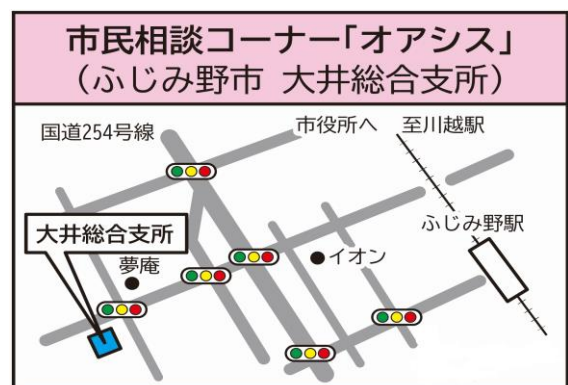 市民相談コーナー「オアシス」
(ふじみ野市 大井総合支所)
国道254号線
市役所へ
至川越駅
ふじみ野駅
大井総合支所
夢庵
イオン